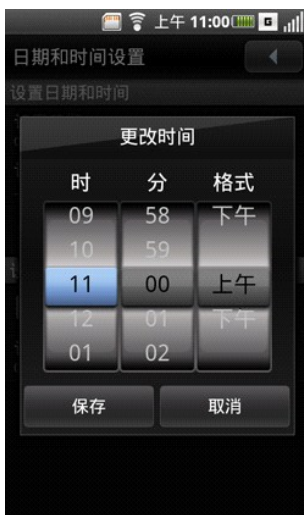 上午 11:00 G
日期和时间设置
设置日期和时间
更改时间
时 分 格式
09 58 下午
10 59
11 00 上午
12 01 下午
01 02
保存 取消